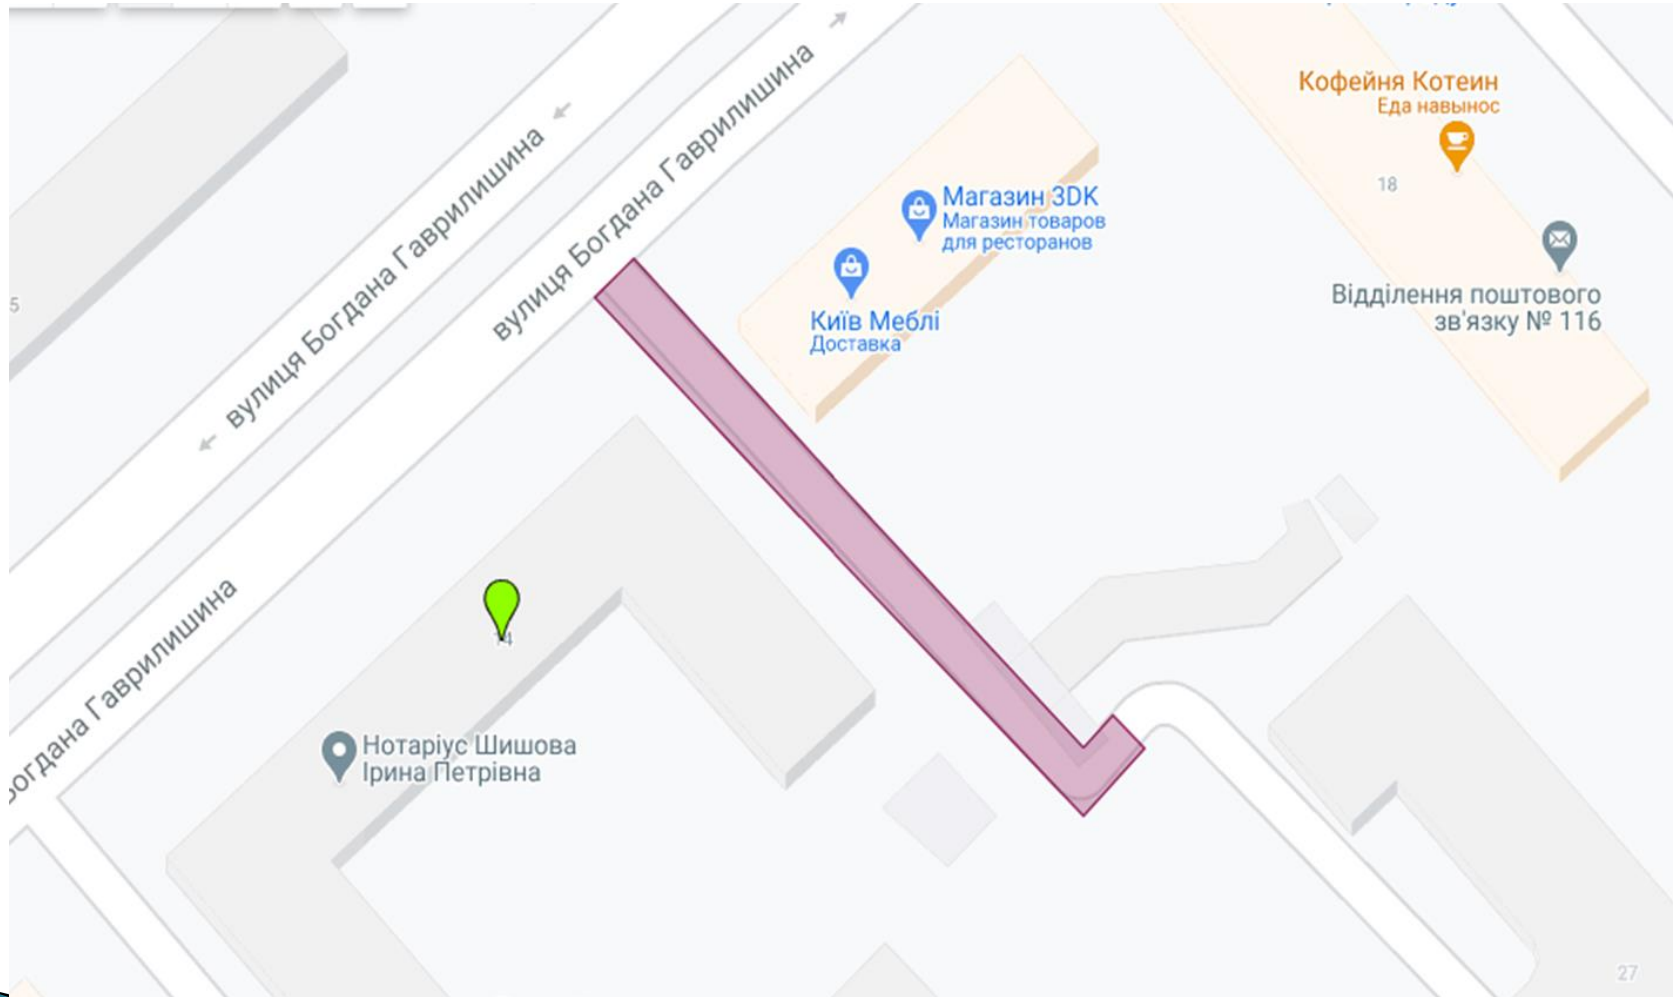 вулиця Богдана Гаврилишина
вулиця Богдана Гаврилишина
Кофейня Котеин
Еда навынос
18
Магазин 3DK
Магазин товаров
для ресторанов
Київ Меблі
Доставка
Відділення поштового
зв'язку № 116
5
14
Богдана Гаврилишина
Нотаріус Шишова
Ірина Петрівна
27